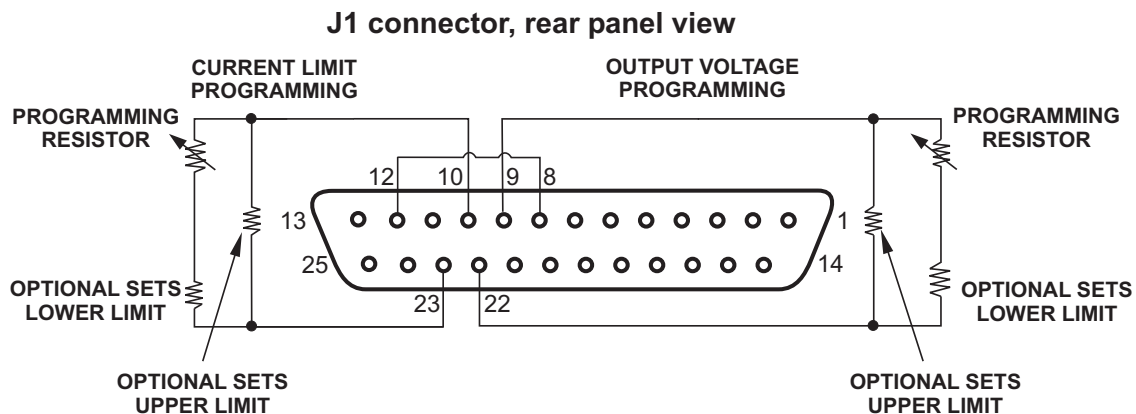 J1 connector, rear panel view
CURRENT LIMIT
PROGRAMMING
OUTPUT VOLTAGE
PROGRAMMING
PROGRAMMING
RESISTOR
PROGRAMMING
RESISTOR
12
10
9
8
13
1
25
14
23
22
OPTIONAL SETS
LOWER LIMIT
OPTIONAL SETS
LOWER LIMIT
OPTIONAL SETS
UPPER LIMIT
OPTIONAL SETS
UPPER LIMIT